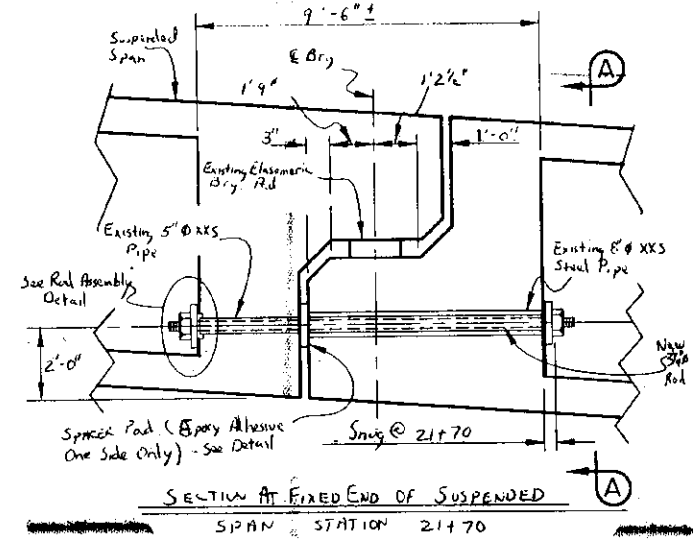 9'-6" ±
Suspended
Span
℄ Brg
A
1'9"
1'2½"
3"
1'-0"
Existing Elastomeric
Brg. Pad
Existing 5" ϕ XXS
Pipe
Existing 8" ϕ XXS
Steel Pipe
See Rod Assembly
Detail
2'-0"
New
Rod
Spacer Pad (Epoxy Adhesive
One Side Only) - See Detail
Snug @ 21+70
A
SECTION AT FIXED END OF SUSPENDED
SPAN STATION 21+70